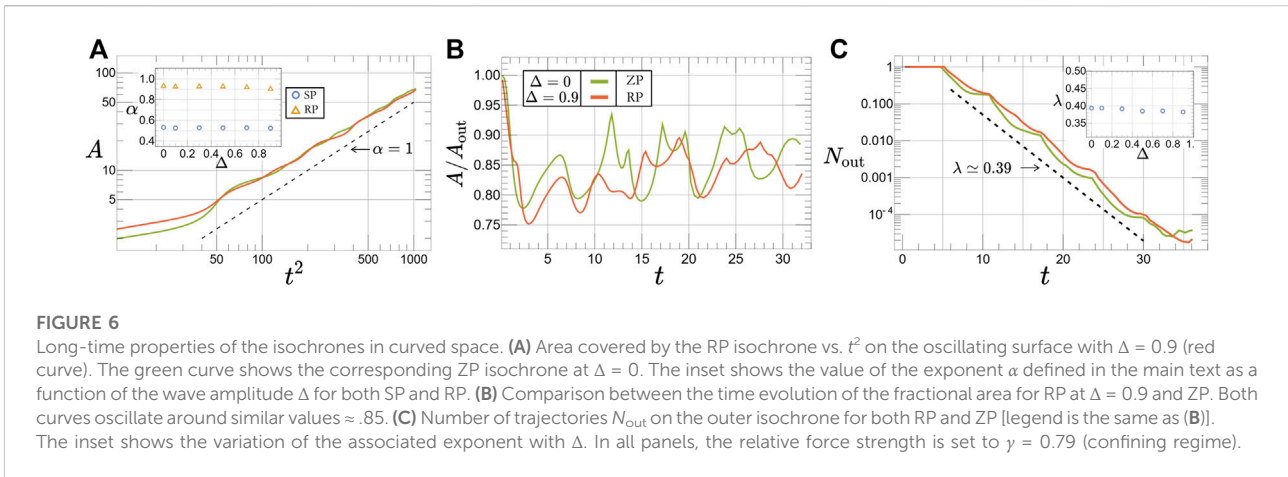 A
B
C
100
50
10
5
A
1.0
0.8
0.6
0.4
α
0
0.2
0.4
0.6
0.8
Δ
SP
RP
α = 1
50
100
500
1000
t²
1.00
0.95
0.90
0.85
0.80
0.75
A/A_out
Δ = 0 ZP
Δ = 0.9 RP
0
5
10
15
20
25
30
t
1
0.100
0.010
0.001
10⁻⁴
N_out
λ ≃ 0.39
0.50
0.45
0.40
0.35
λ
0
0.2
0.4
0.6
0.8
1.
Δ
0
5
10
15
20
25
30
35
t
FIGURE 6
Long-time properties of the isochrones in curved space. (A) Area covered by the RP isochrone vs. t² on the oscillating surface with Δ = 0.9 (red
curve). The green curve shows the corresponding ZP isochrone at Δ = 0. The inset shows the value of the exponent α defined in the main text as a
function of the wave amplitude Δ for both SP and RP. (B) Comparison between the time evolution of the fractional area for RP at Δ = 0.9 and ZP. Both
curves oscillate around similar values ≈ .85. (C) Number of trajectories N_out on the outer isochrone for both RP and ZP [legend is the same as (B)].
The inset shows the variation of the associated exponent with Δ. In all panels, the relative force strength is set to γ = 0.79 (confining regime).